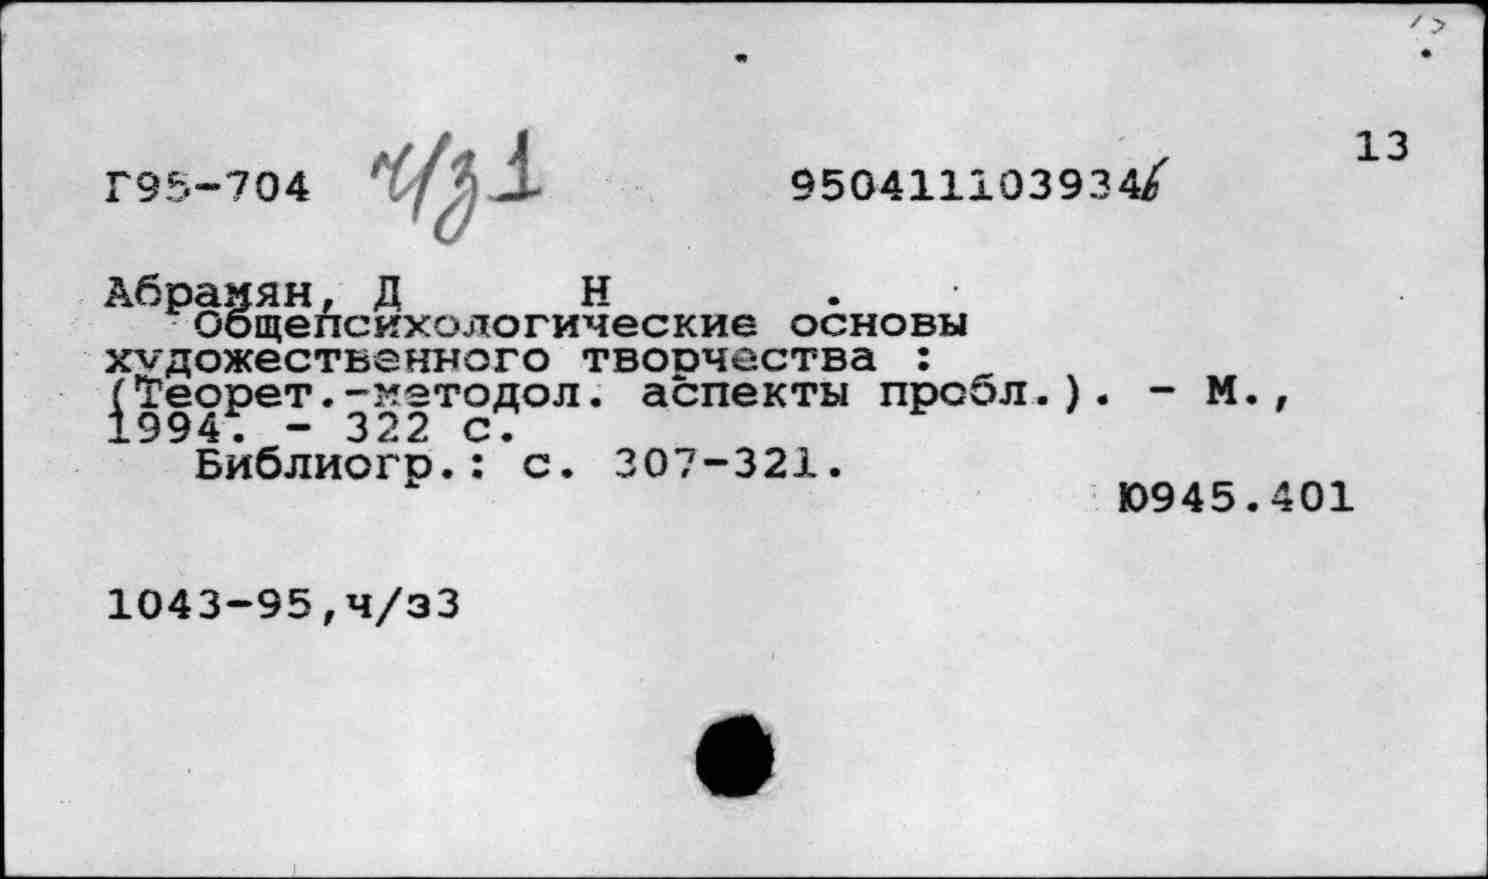 13
Г95-704 ч/з1 9504111039346
Абрамян, Д Н .
Общепсихологические основы
художественного творчества :
(Теорет.-методол. аспекты пробл.). - М.,
1994. - 322 с.
Библиогр.: с. 307-321.
Ю945.401
1043-95,ч/з3